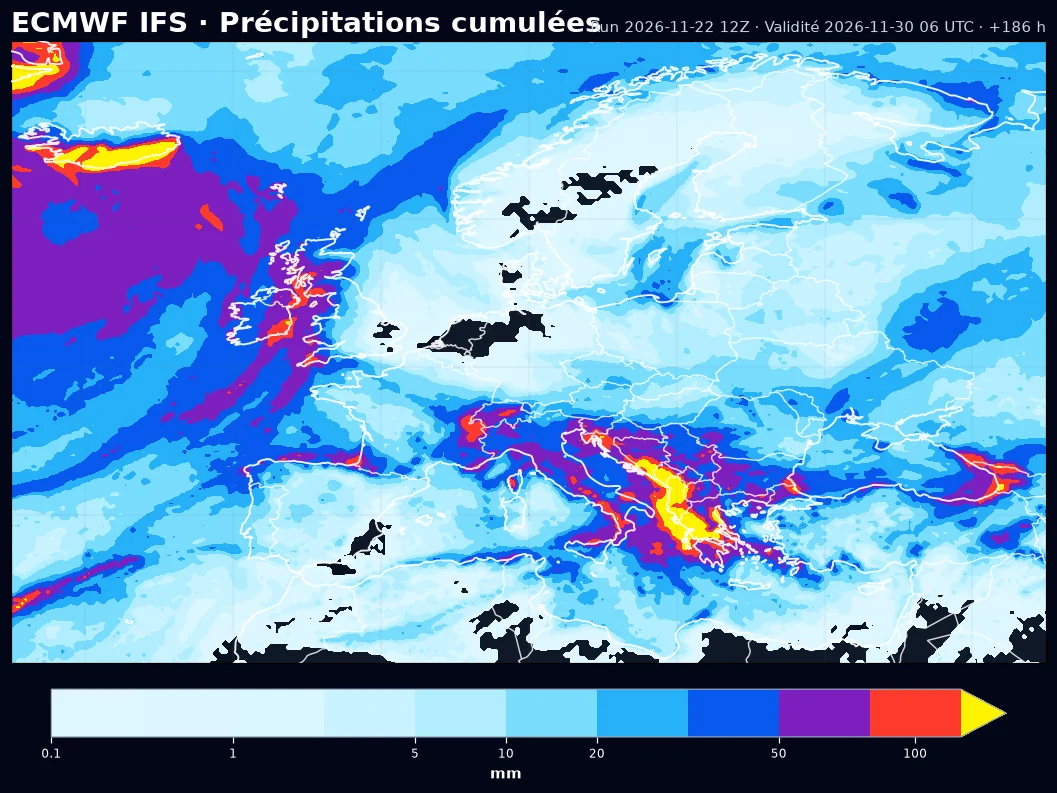 ECMWF IFS · Précipitations cumulées
Run 2026-11-22 12Z · Validité 2026-11-30 06 UTC · +186 h
0.1 1 5 10 20 50 100
mm